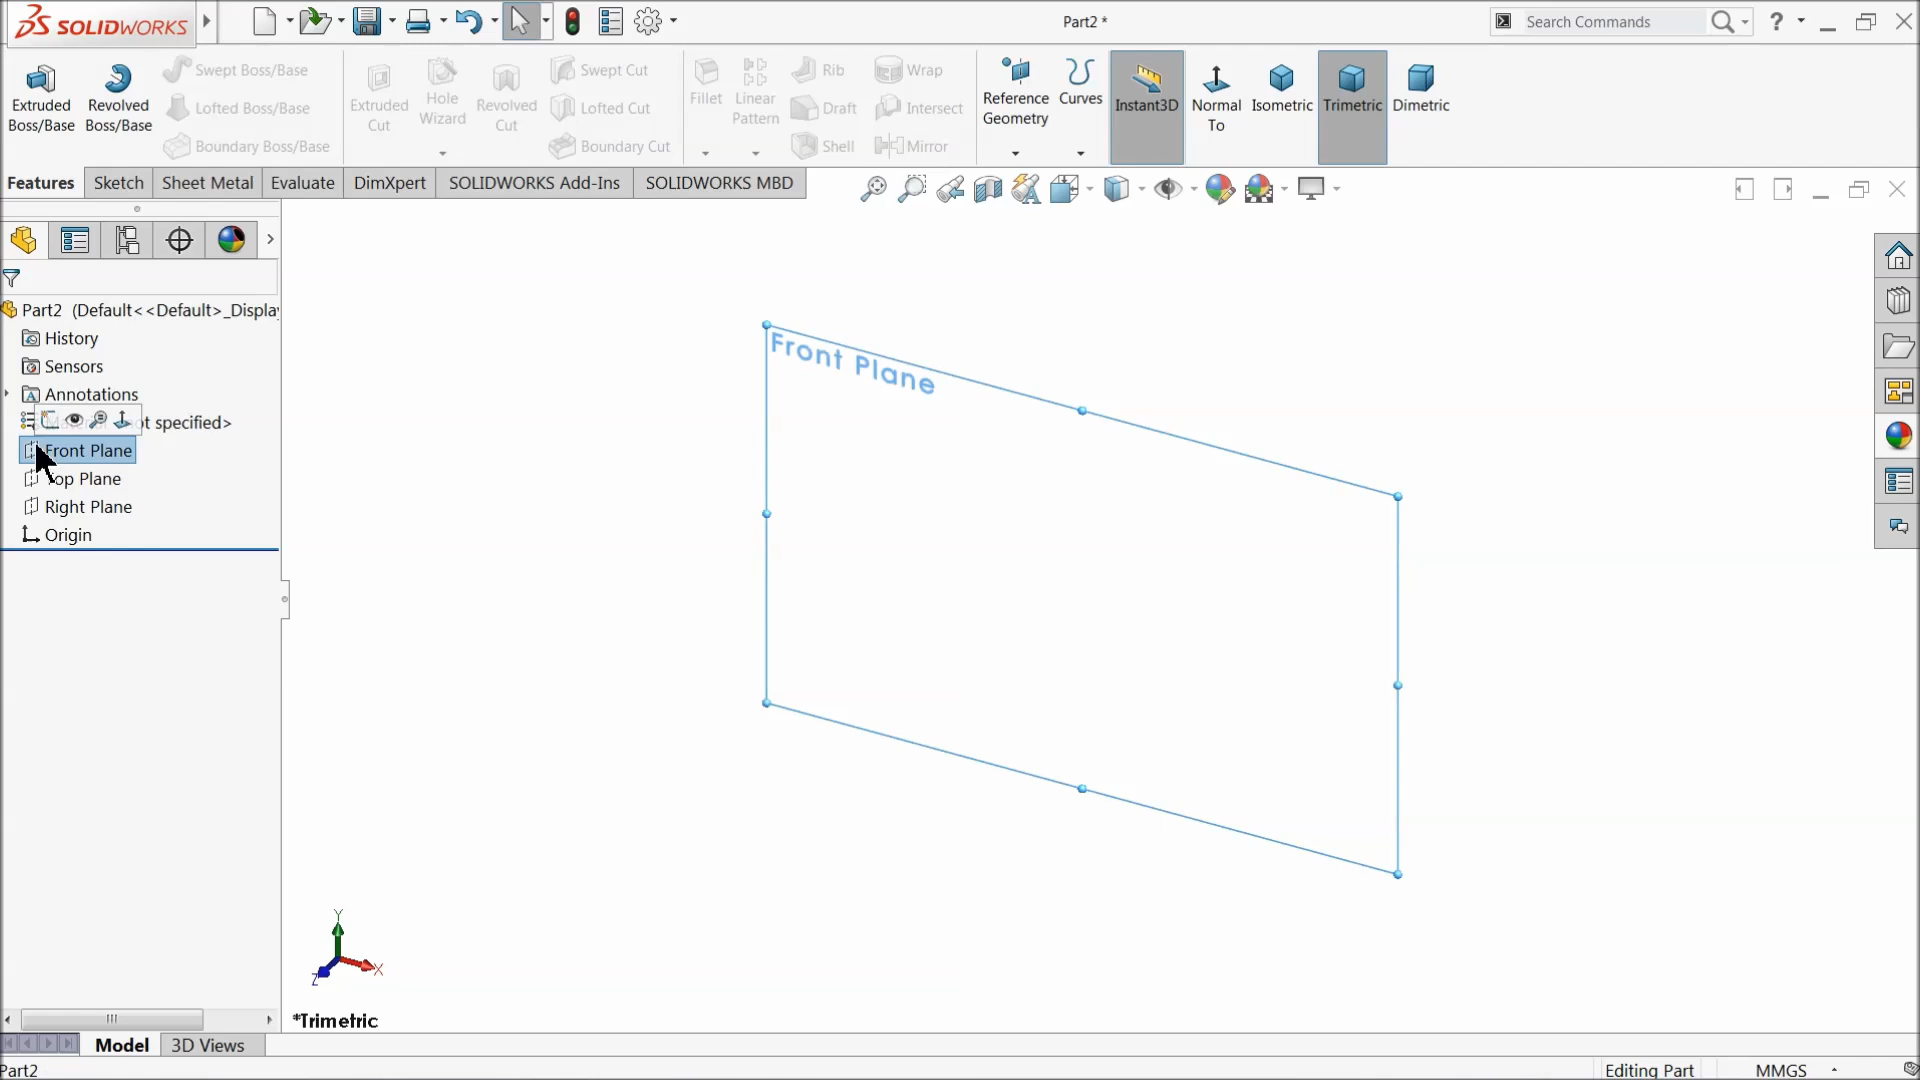 SOLIDWORKS
Part2 *
Search Commands
?
Extruded
Boss/Base
Revolved
Boss/Base
Swept Boss/Base
Lofted Boss/Base
Boundary Boss/Base
Extruded
Cut
Hole
Wizard
Revolved
Cut
Swept Cut
Lofted Cut
Boundary Cut
Fillet
Linear
Pattern
Rib
Draft
Shell
Wrap
Intersect
Mirror
Reference
Geometry
Curves
Instant3D
Normal
To
Isometric
Trimetric
Dimetric
Features
Sketch
Sheet Metal
Evaluate
DimXpert
SOLIDWORKS Add-Ins
SOLIDWORKS MBD
Part2 (Default<<Default>_Display
History
Sensors
Annotations
not specified>
Front Plane
Top Plane
Right Plane
Origin
Front Plane
Y
X
Z
*Trimetric
Model
3D Views
Part2
Editing Part
MMGS